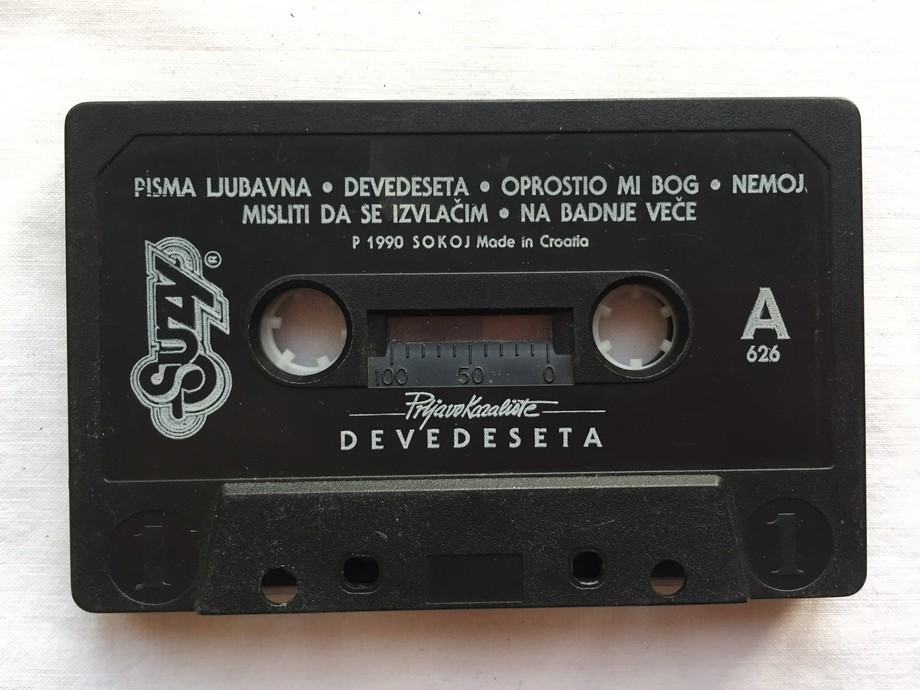 PISMA LJUBAVNA • DEVEDESETA • OPROSTIO MI BOG • NEMOJ
MISLITI DA SE IZVLAČIM • NA BADNJE VEČE
P 1990 SOKOJ Made in Croatia
SUZY ®
A
626
100 50 0
Prljavo Kazalište
DEVEDESETA
1 1